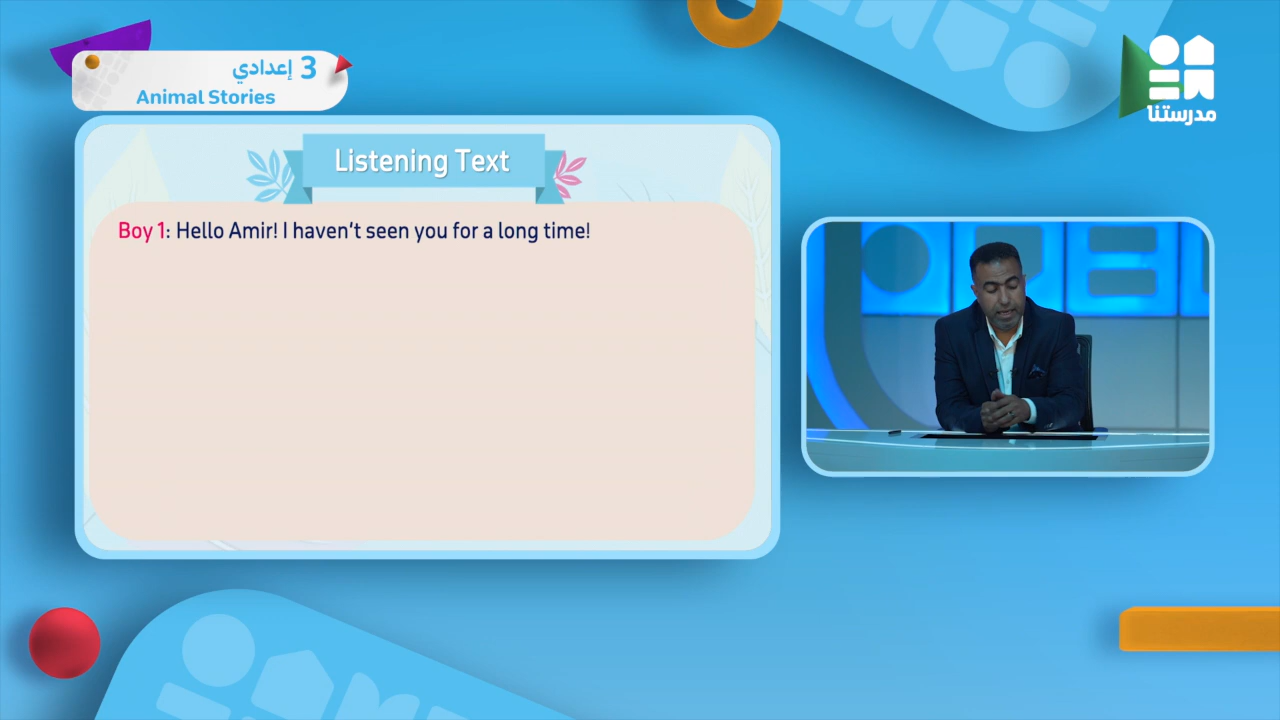 3 إعدادي
Animal Stories
مدرستنا
Listening Text
Boy 1: Hello Amir! I haven't seen you for a long time!